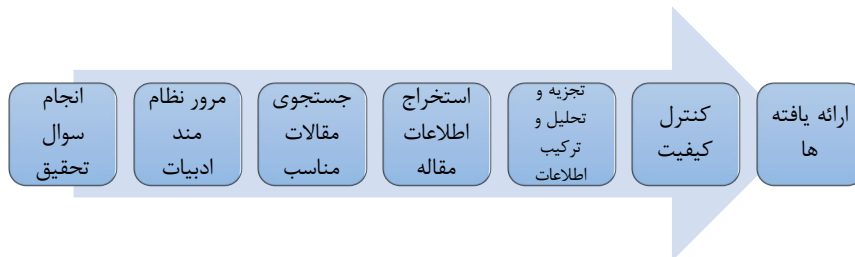 انجام
سوال
تحقیق
مرور نظام
مند
ادبیات
جستجوی
مقالات
مناسب
استخراج
اطلاعات
مقاله
تجزیه و
تحلیل و
ترکیب
اطلاعات
کنترل
کیفیت
ارائه یافته
ها